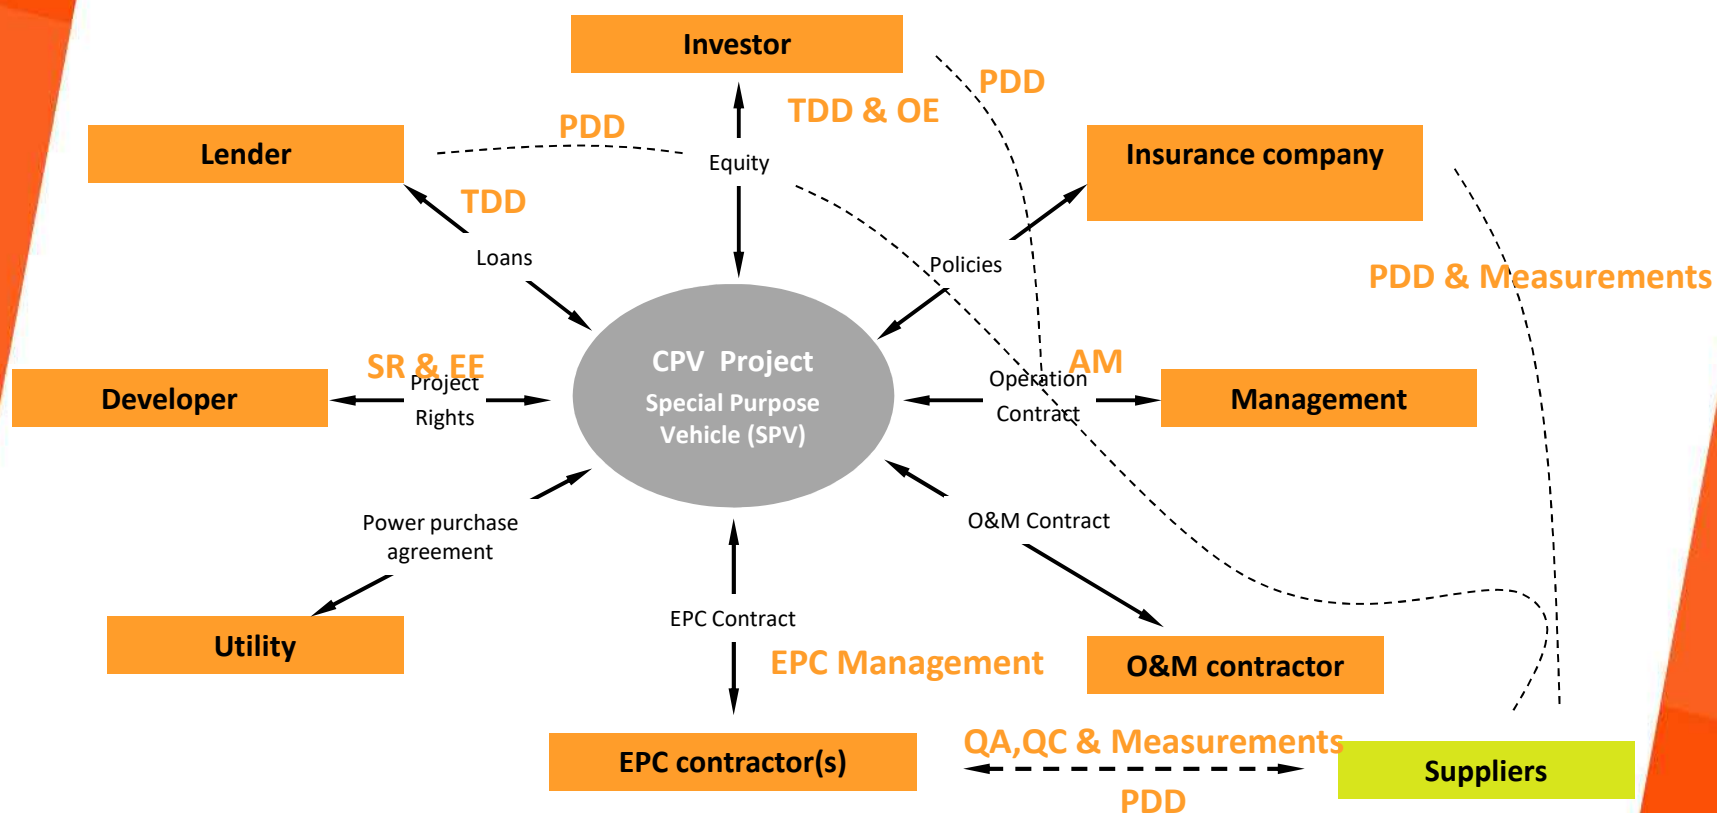 Investor
PDD
TDD & OE
PDD
Lender
Insurance company
Equity
TDD
Loans
Policies
PDD & Measurements
CPV Project
Special Purpose
Vehicle (SPV)
SR & EE
Project
Rights
Developer
AM
Operation
Contract
Management
Power purchase
agreement
O&M Contract
EPC Contract
Utility
EPC Management
O&M contractor
QA,QC & Measurements
EPC contractor(s)
Suppliers
PDD